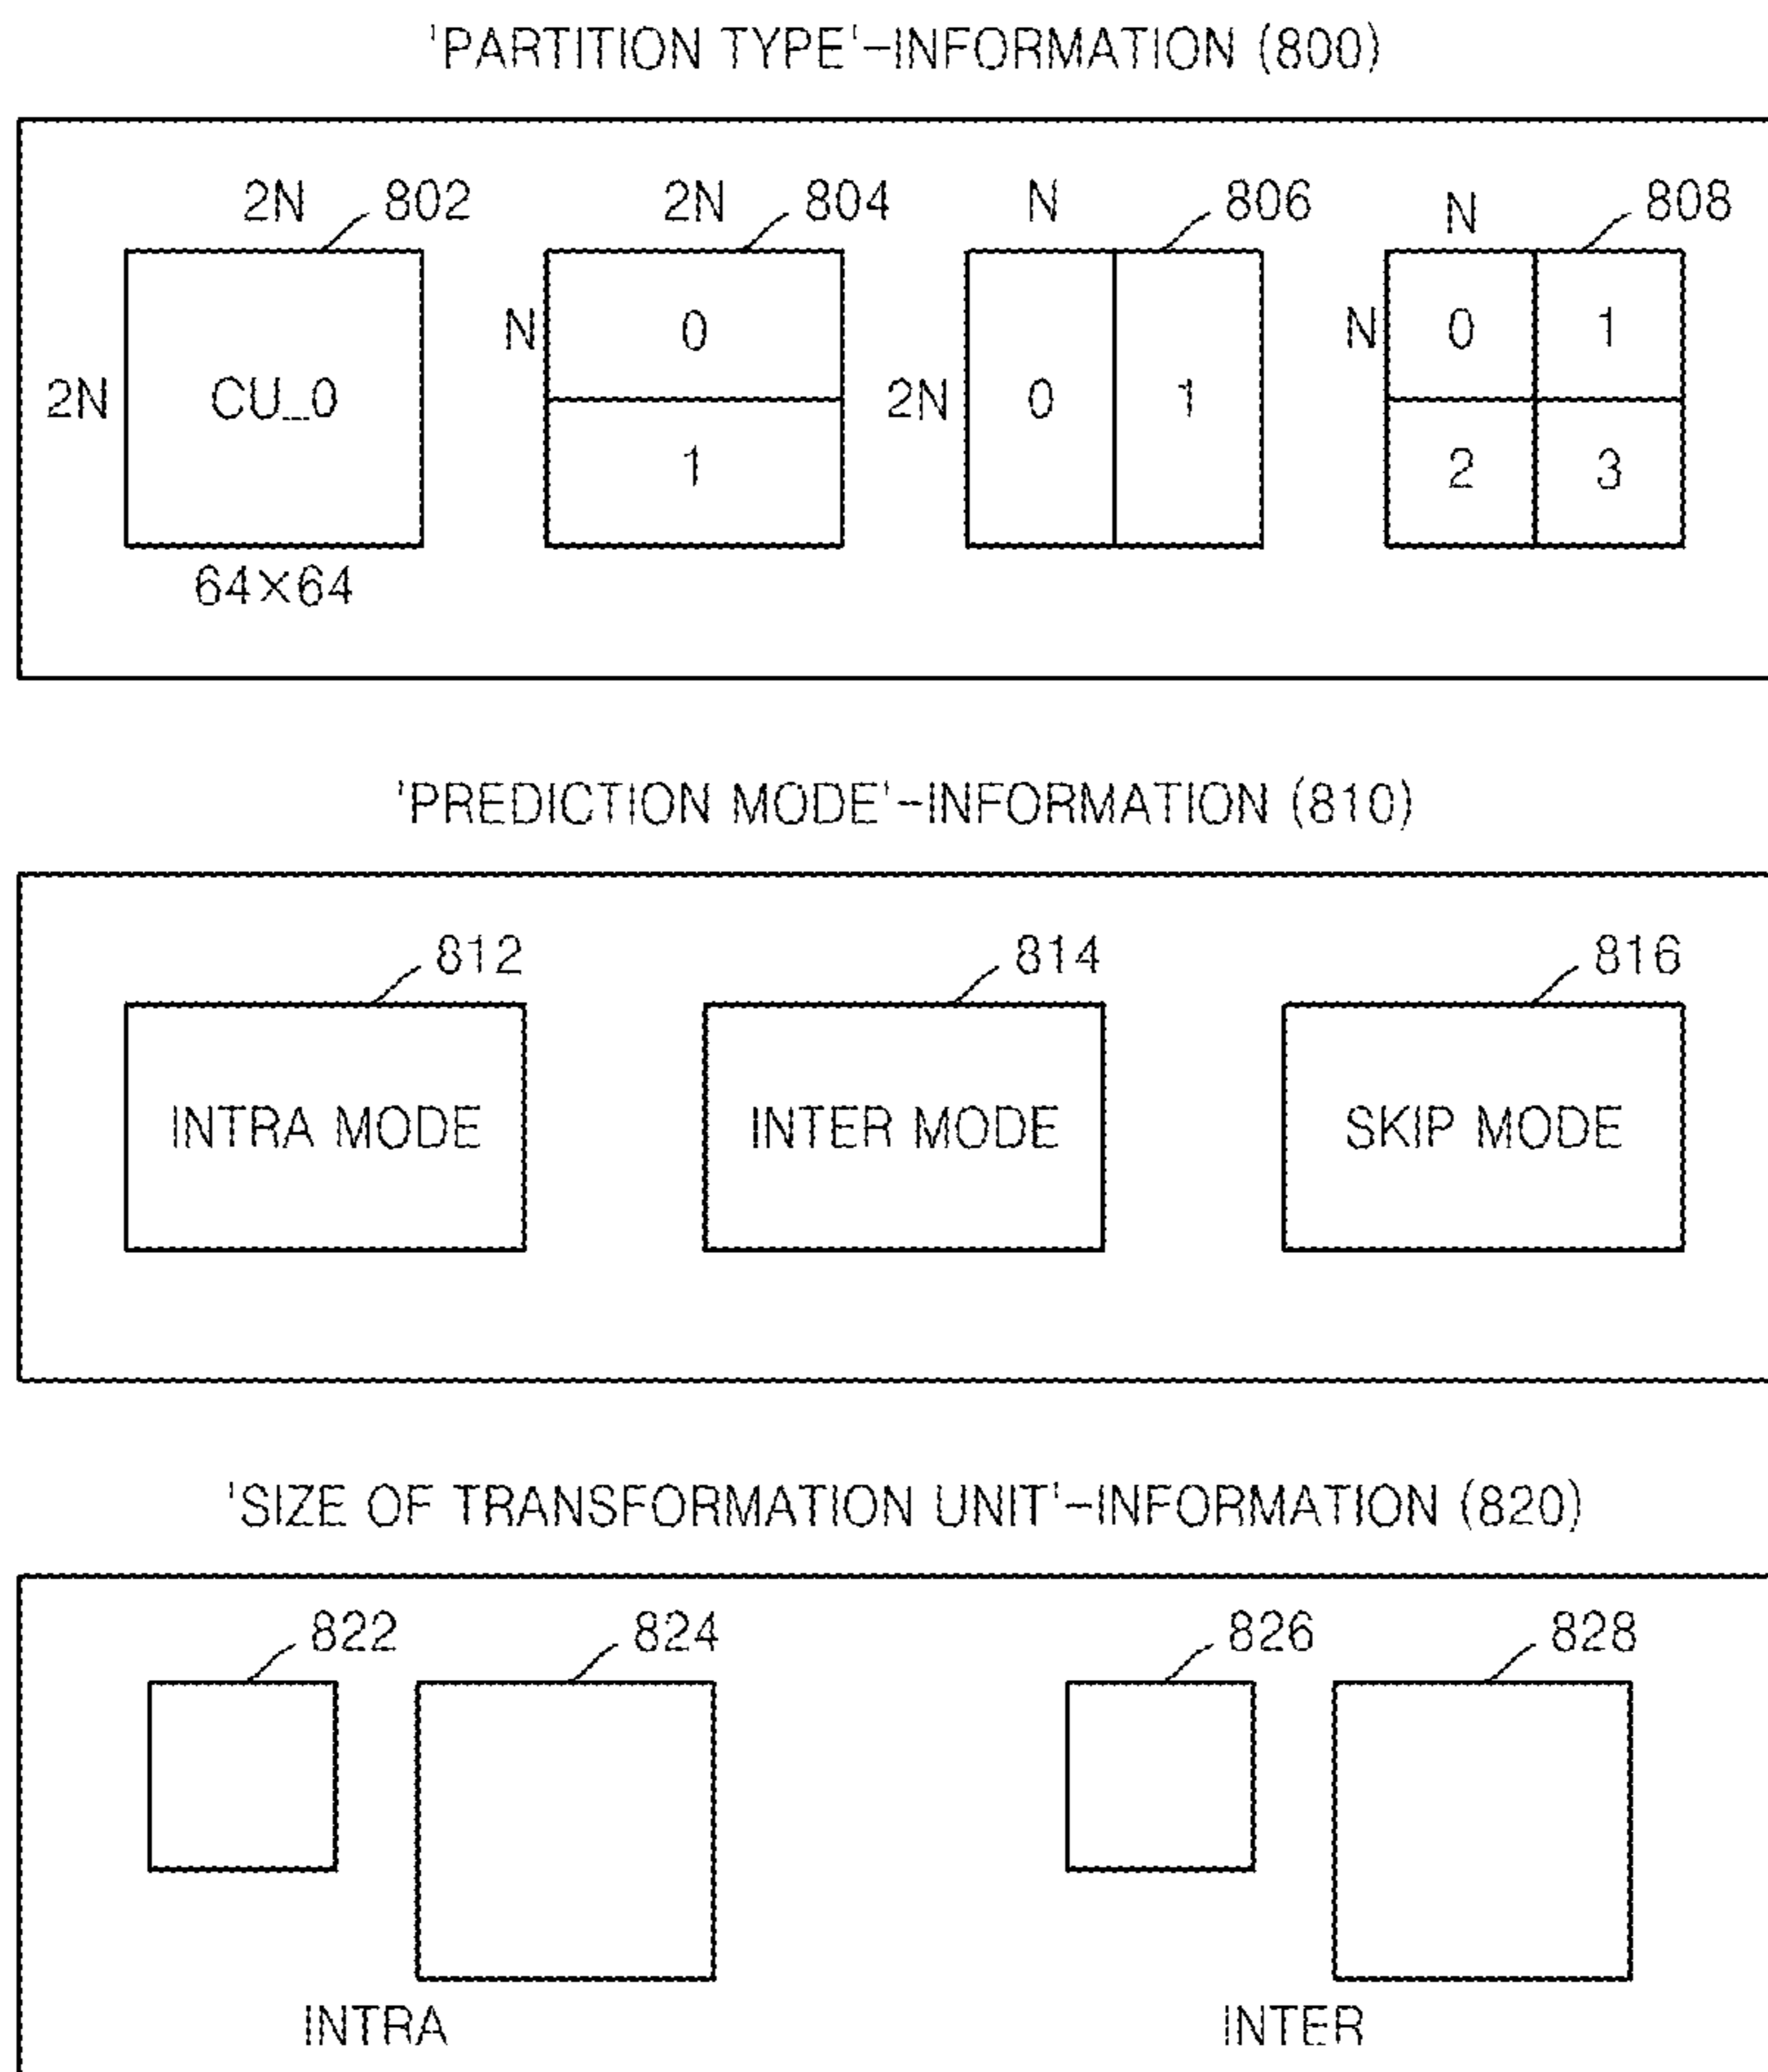 'PARTITION TYPE'-INFORMATION (800)
2N 802 2N 804 N 806 N 808
2N CU_0 N 0 1 2N 0 1 N 0 1 2 3
64×64
'PREDICTION MODE'-INFORMATION (810)
812 814 816
INTRA MODE INTER MODE SKIP MODE
'SIZE OF TRANSFORMATION UNIT'-INFORMATION (820)
822 824 826 828
INTRA INTER